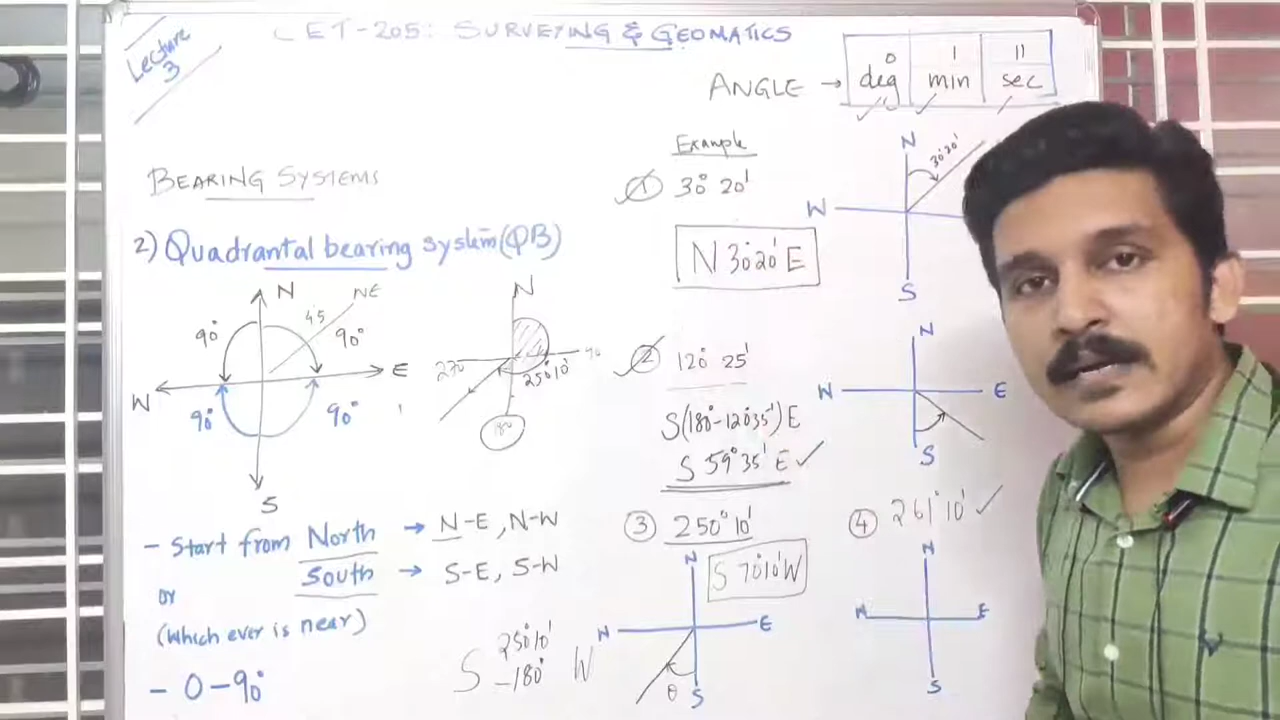 Lecture
3
CET-205: SURVEYING & GEOMATICS
ANGLE → deg min sec
° ' "
BEARING SYSTEMS
2) Quadrantal bearing system(QB)
N
NE
45
90°
90°
E
W
90°
90°
S
N
270
90
250°10'
180
- Start from North → N-E, N-W
South → S-E, S-W
or
(which ever is near)
- 0-90°
S 250°10' -180° W
Example
1 30° 20'
N 30°20' E
N
30°20'
W
S
2 120° 25'
S(180°-120°35')E
S 59°35' E ✓
N
W
E
S
3 250° 10'
S 70°10' W
N
N
E
θ
S
4 261° 10' ✓
N
E
S